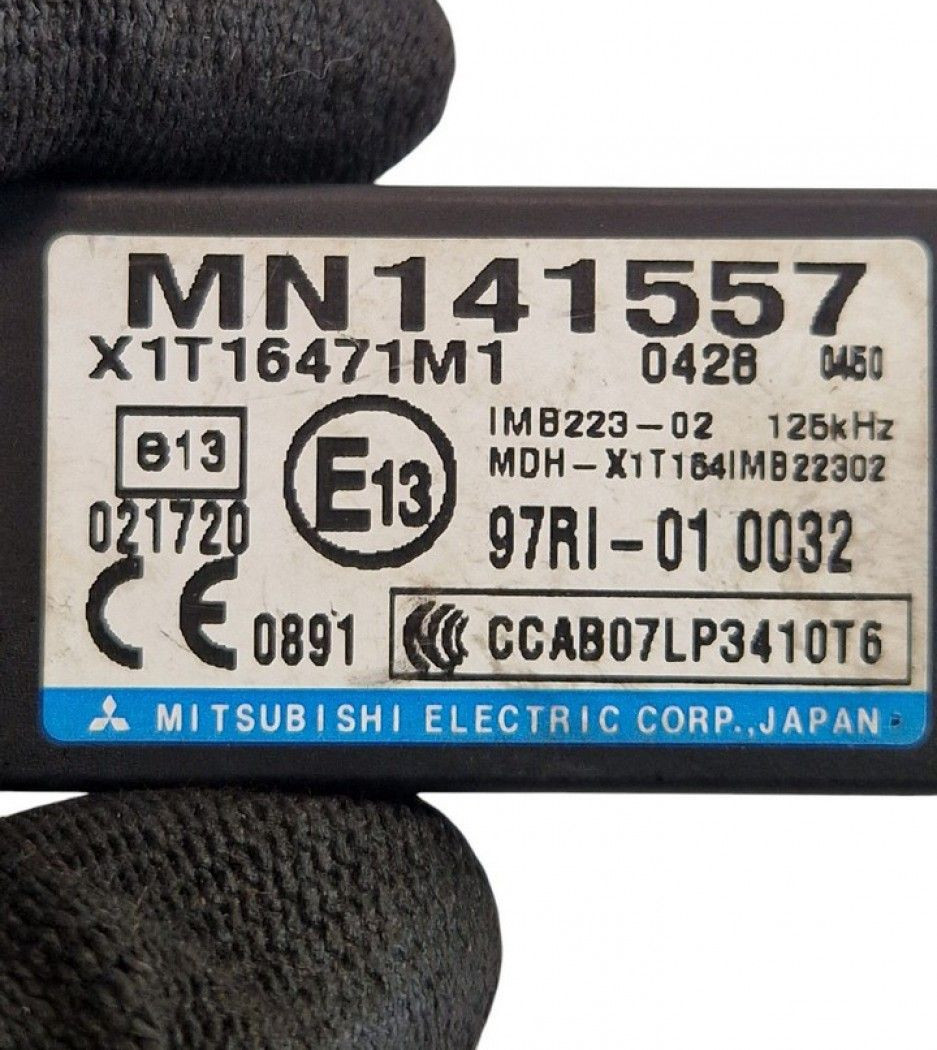 MN141557
X1T16471M1 0428 0450
e13 E13 IMB223-02 125kHz
MDH-X1T164IMB22302
021720 97RI-01 0032
CE 0891 CCC CCAB07LP3410T6
MITSUBISHI ELECTRIC CORP.,JAPAN